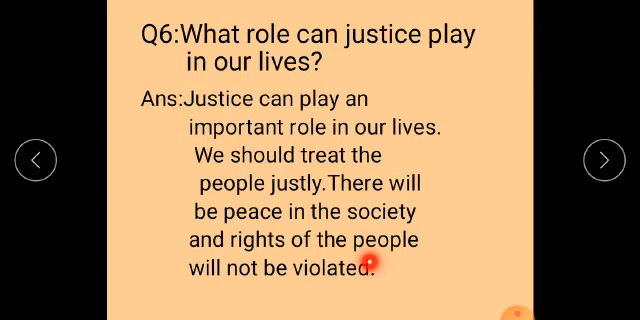 Q6:What role can justice play
in our lives?
Ans:Justice can play an
important role in our lives.
We should treat the
people justly.There will
be peace in the society
and rights of the people
will not be violated.